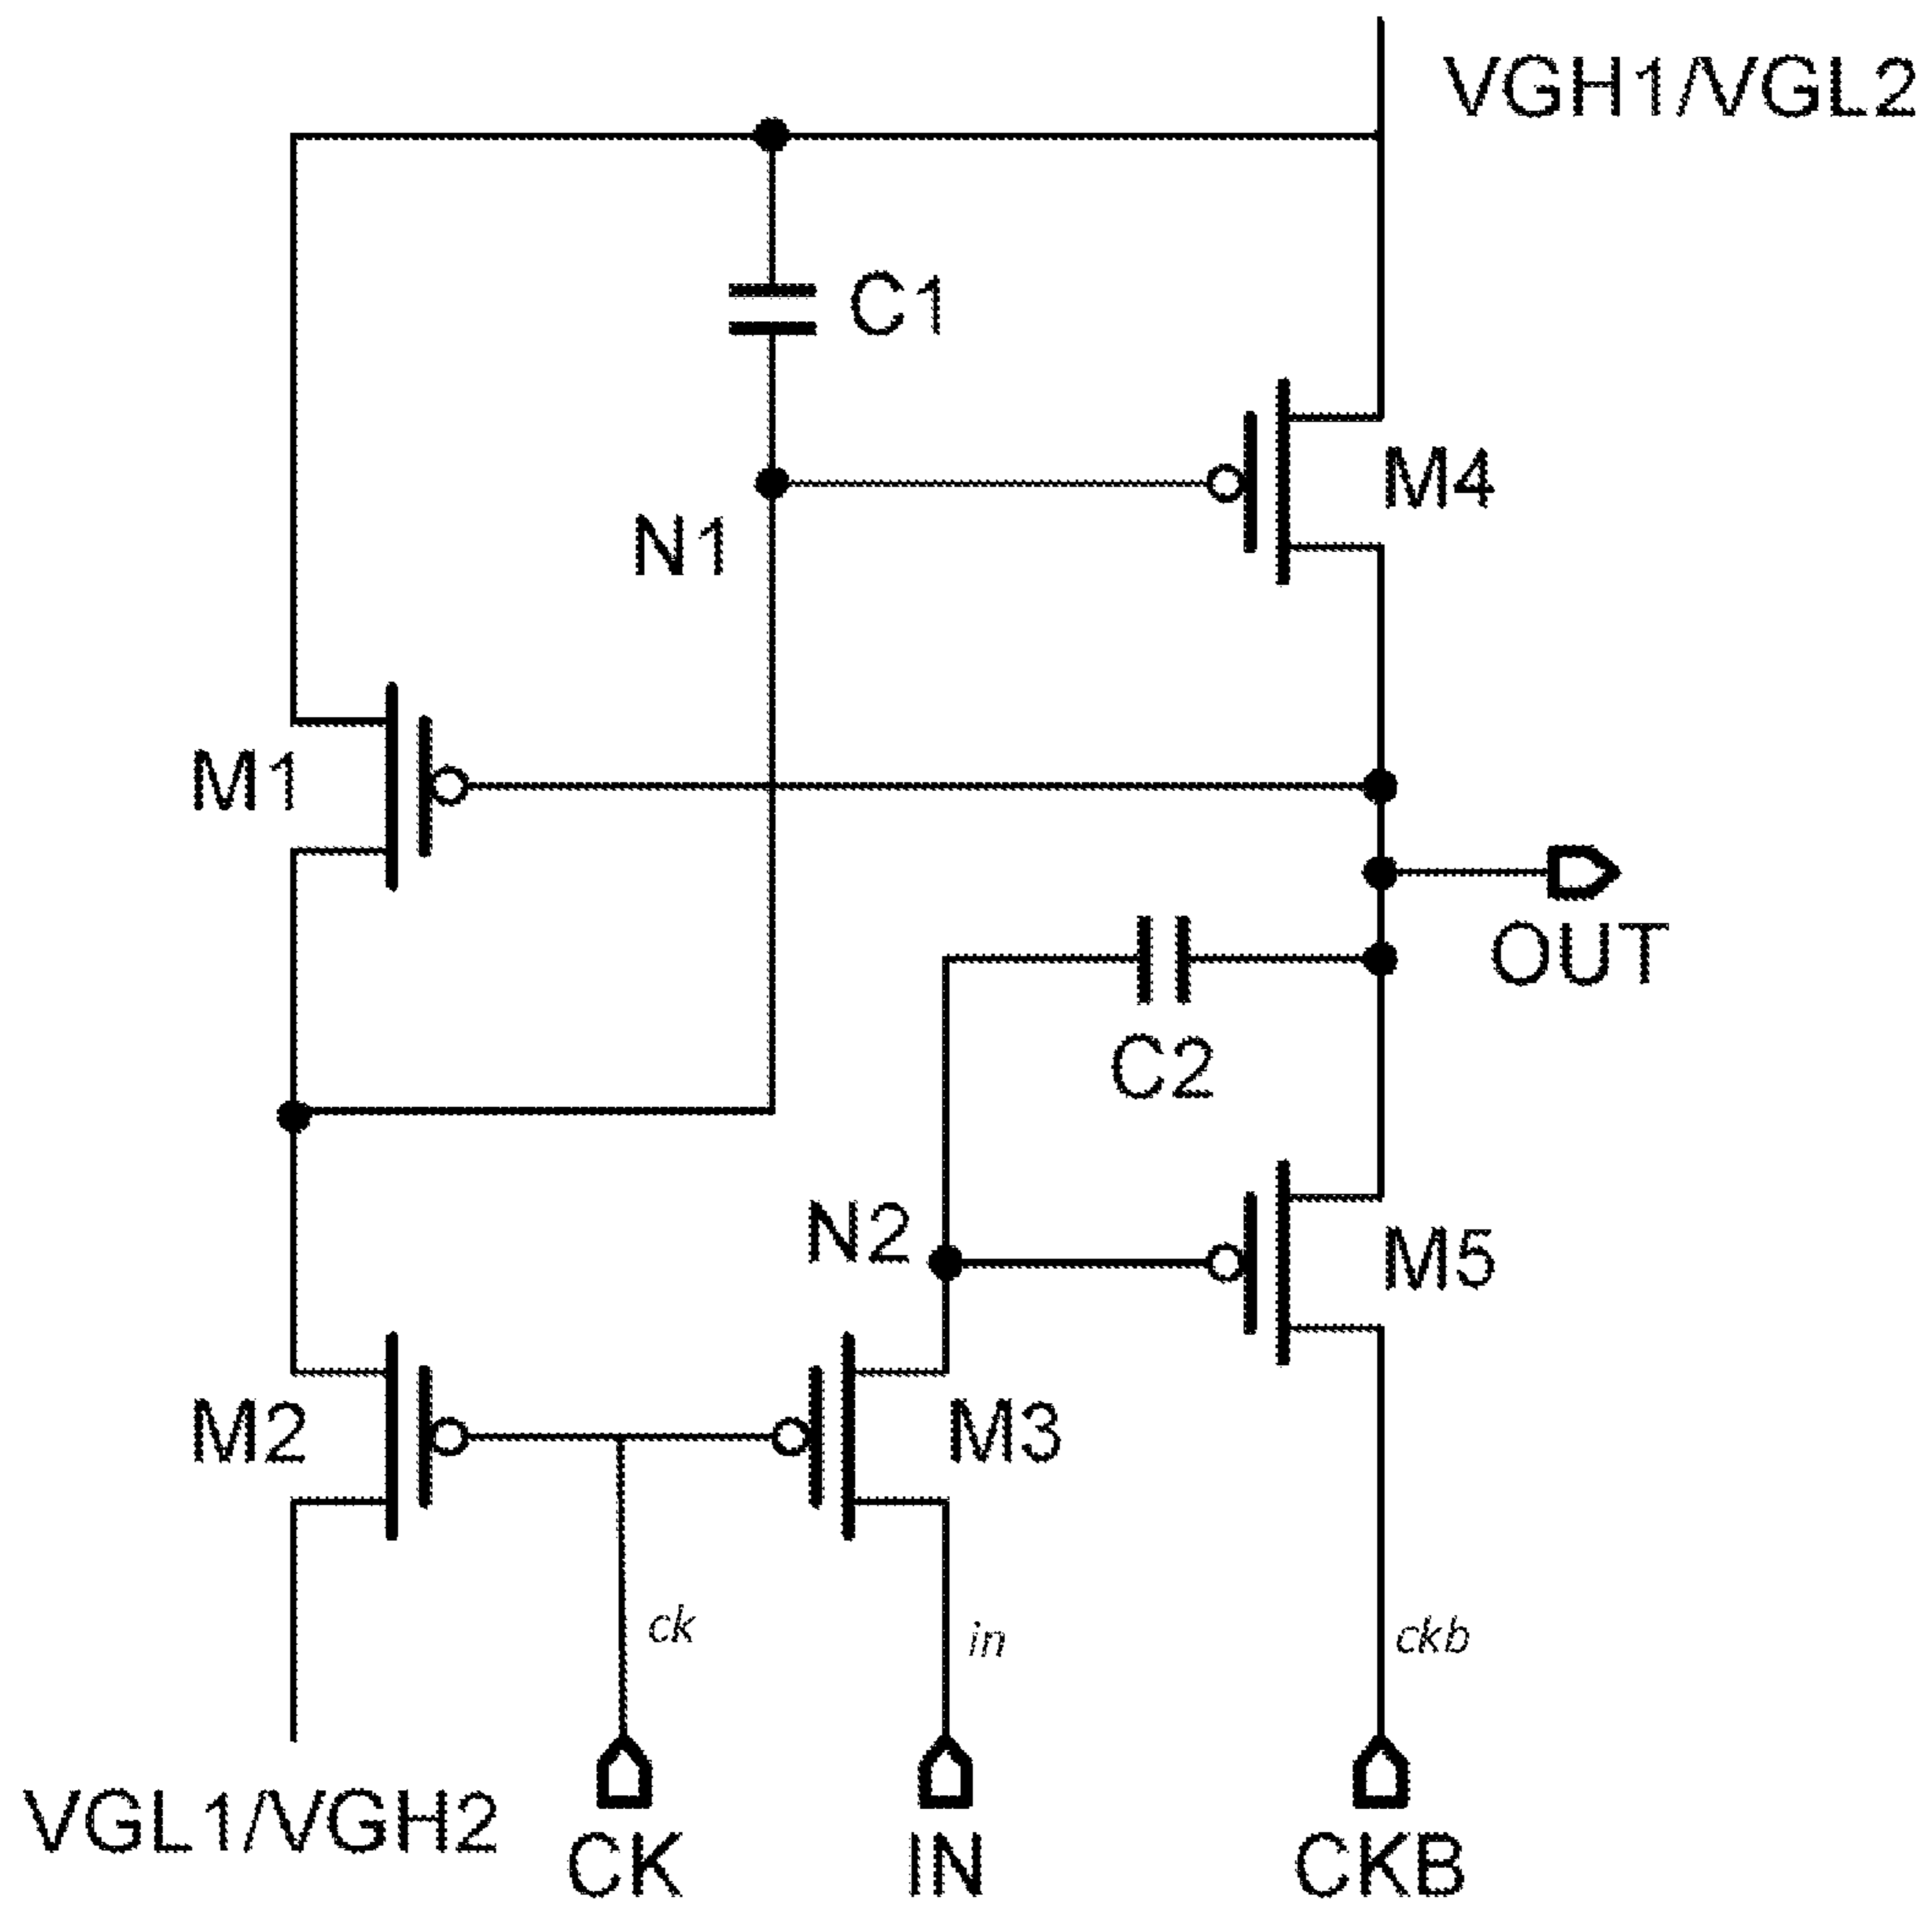 VGH1/VGL2
C1
M4
N1
M1
OUT
C2
N2
M5
M2
M3
ck
in
ckb
VGL1/VGH2
CK
IN
CKB